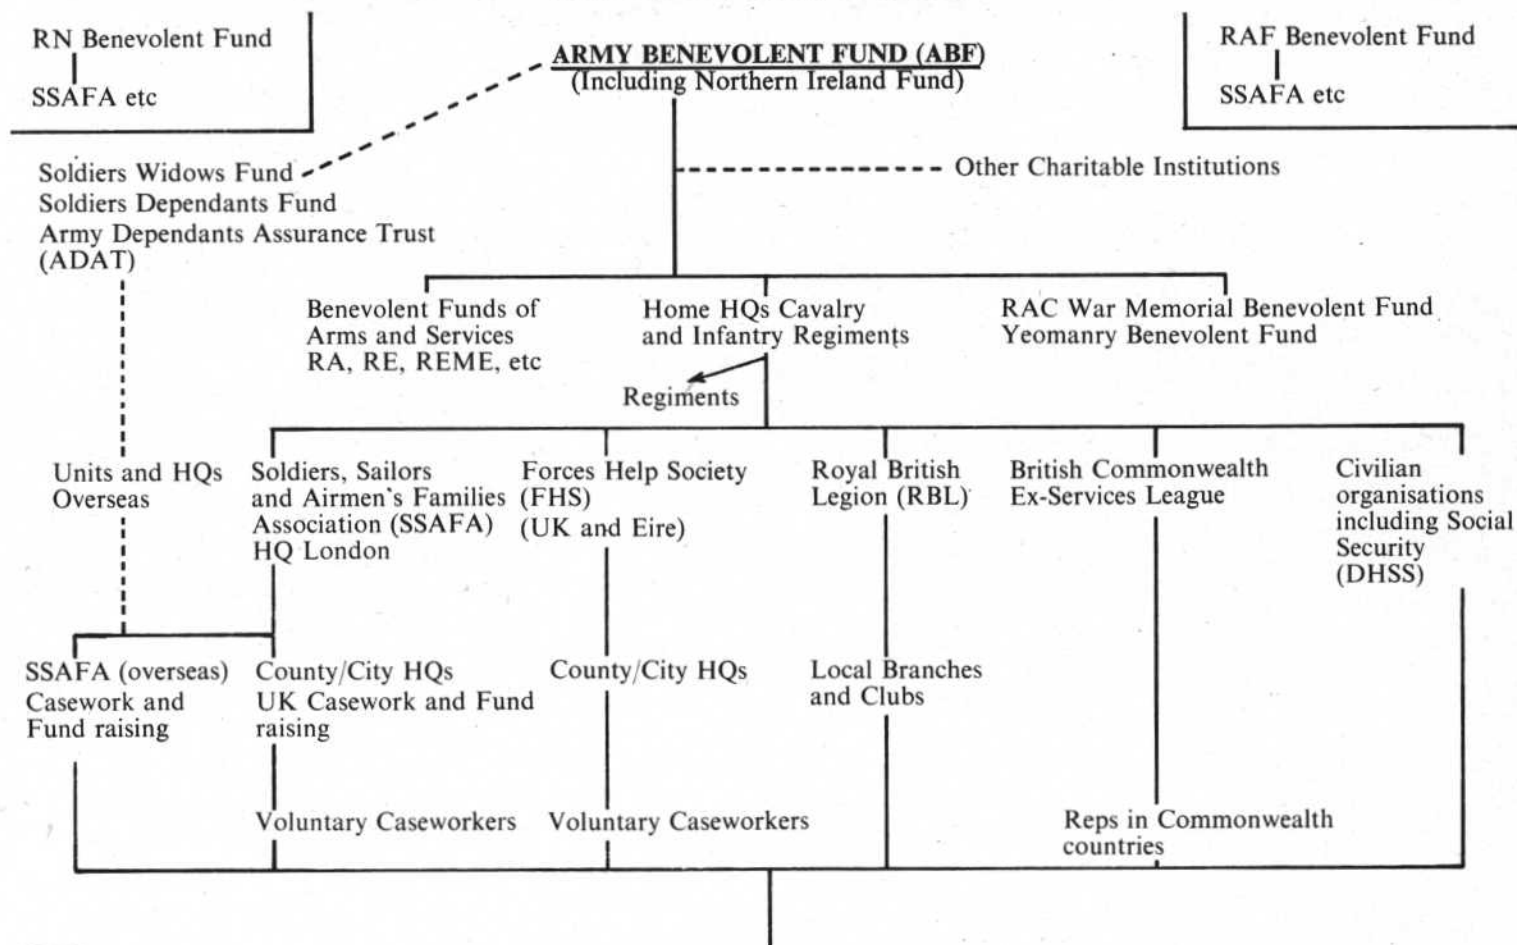 RN Benevolent Fund
SSAFA etc
ARMY BENEVOLENT FUND (ABF)
(Including Northern Ireland Fund)
RAF Benevolent Fund
SSAFA etc
Soldiers Widows Fund
Soldiers Dependants Fund
Army Dependants Assurance Trust
(ADAT)
Other Charitable Institutions
Benevolent Funds of
Arms and Services
RA, RE, REME, etc
Home HQs Cavalry
and Infantry Regiments
RAC War Memorial Benevolent Fund
Yeomanry Benevolent Fund
Regiments
Units and HQs
Overseas
Soldiers, Sailors
and Airmen's Families
Association (SSAFA)
HQ London
Forces Help Society
(FHS)
(UK and Eire)
Royal British
Legion (RBL)
British Commonwealth
Ex-Services League
Civilian
organisations
including Social
Security
(DHSS)
SSAFA (overseas)
Casework and
Fund raising
County/City HQs
UK Casework and Fund
raising
County/City HQs
Local Branches
and Clubs
Voluntary Caseworkers
Voluntary Caseworkers
Reps in Commonwealth
countries